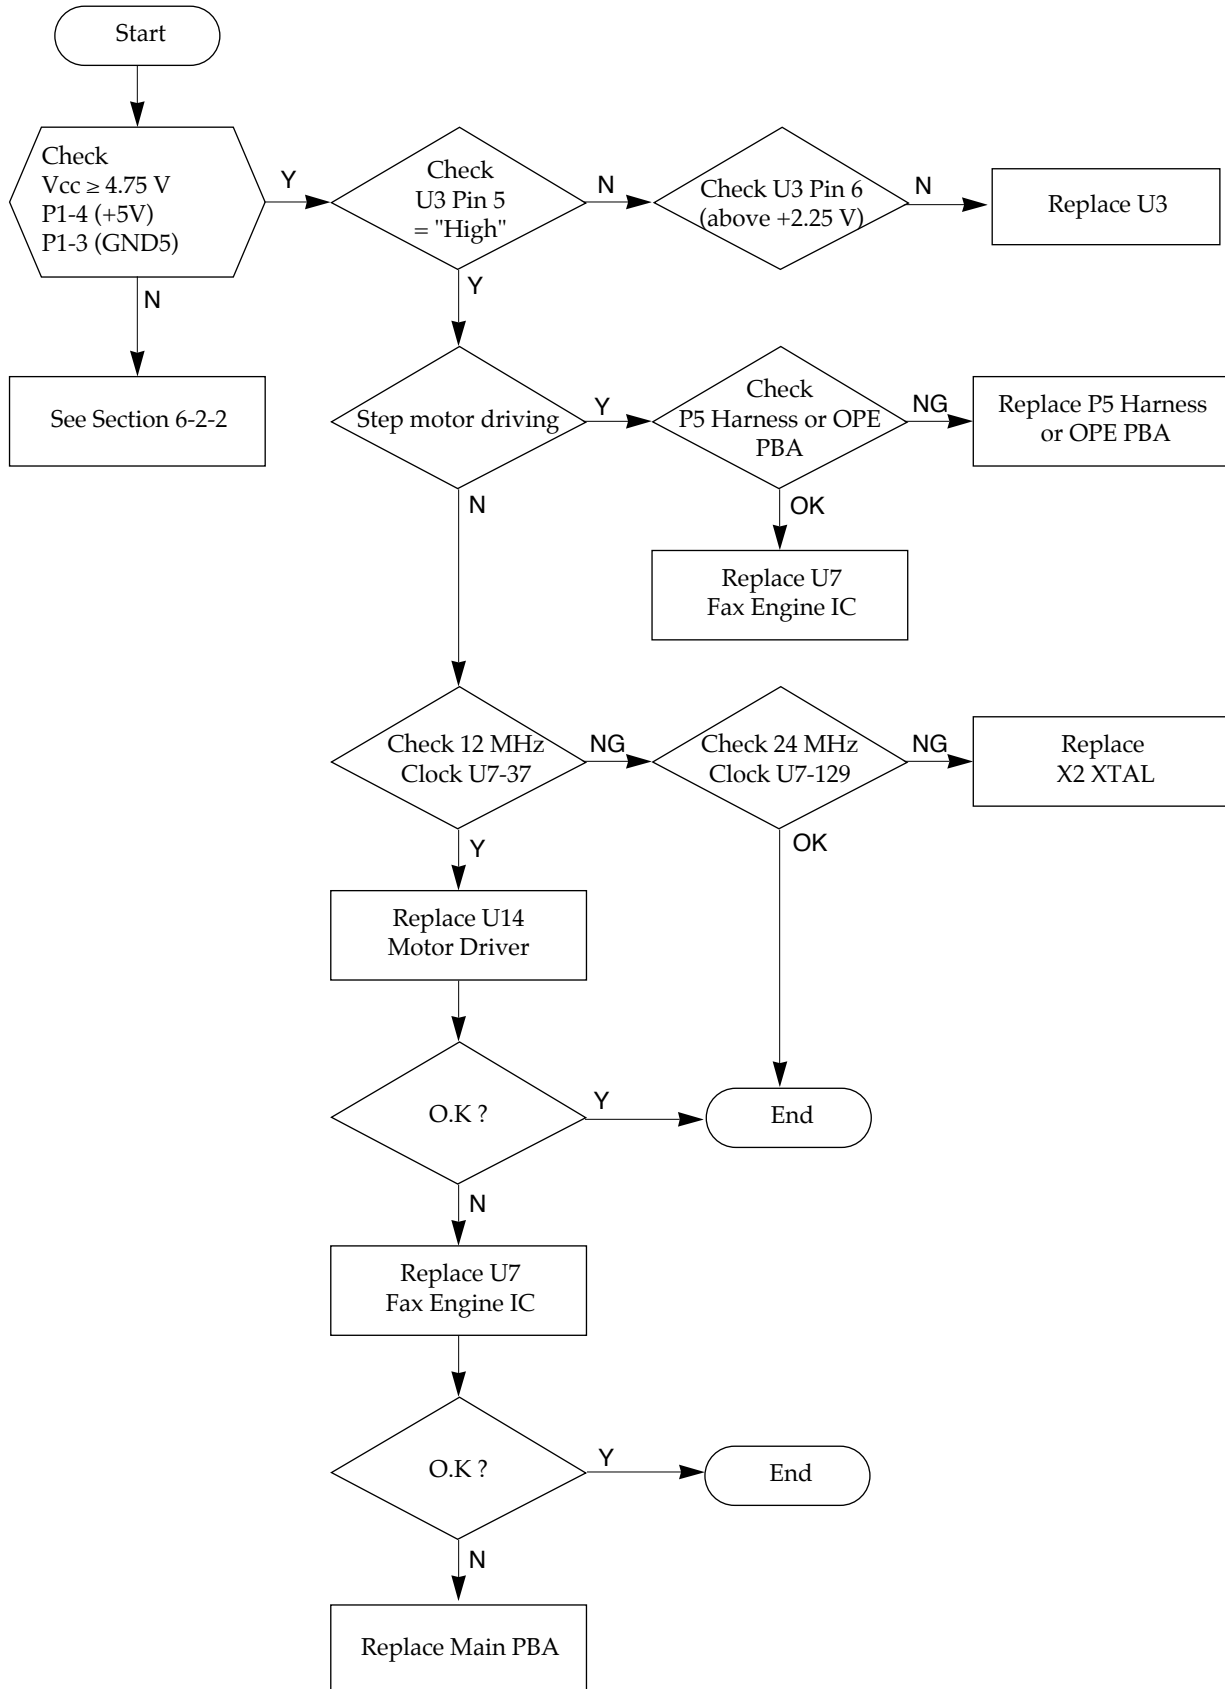 Start
Check
Vcc ≥ 4.75 V
P1-4 (+5V)
P1-3 (GND5)
Y
Check
U3 Pin 5
= "High"
N
Check U3 Pin 6
(above +2.25 V)
N
Replace U3
N
Y
See Section 6-2-2
Step motor driving
Y
Check
P5 Harness or OPE
PBA
NG
Replace P5 Harness
or OPE PBA
N
OK
Replace U7
Fax Engine IC
Check 12 MHz
Clock U7-37
NG
Check 24 MHz
Clock U7-129
NG
Replace
X2 XTAL
Y
OK
Replace U14
Motor Driver
O.K ?
Y
End
N
Replace U7
Fax Engine IC
O.K ?
Y
End
N
Replace Main PBA